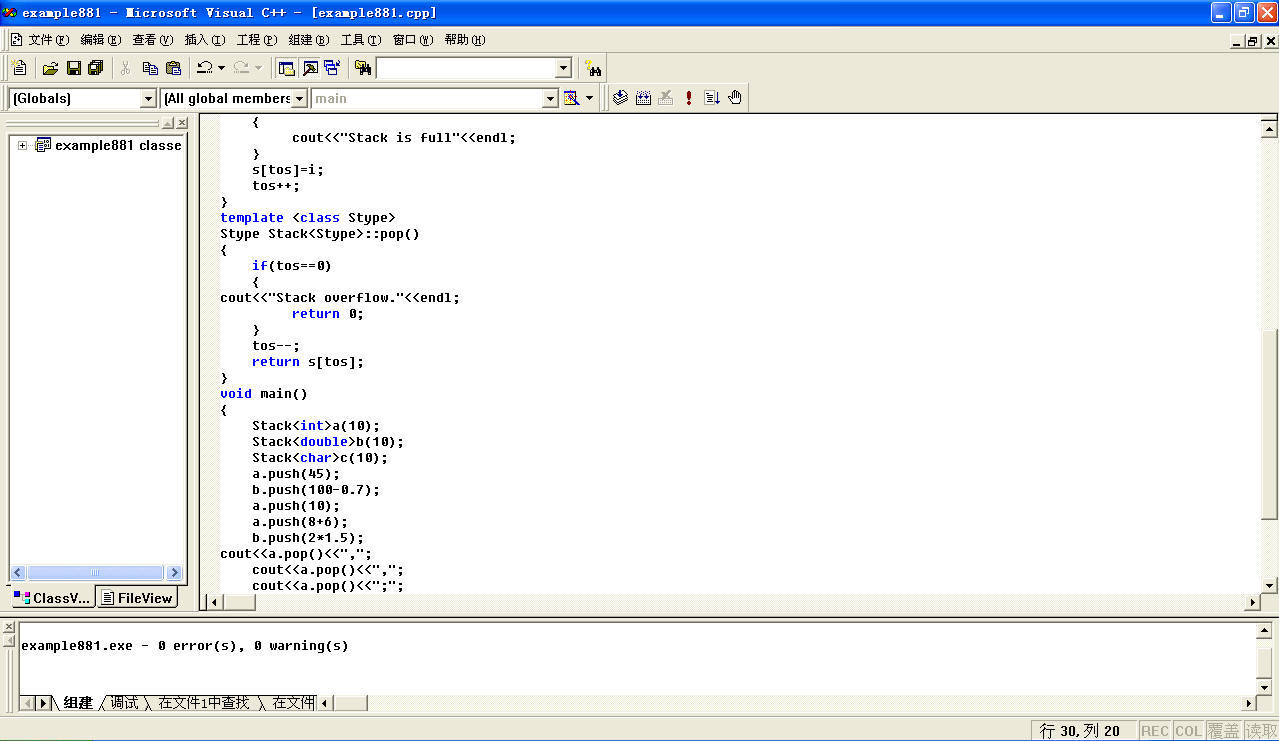 example881 - Microsoft Visual C++ - [example881.cpp]
文件(F) 编辑(E) 查看(V) 插入(I) 工程(P) 组建(B) 工具(T) 窗口(W) 帮助(H)
(Globals) (All global members main
example881 classe
{
cout<<"Stack is full"<<endl;
}
s[tos]=i;
tos++;
}
template <class Stype>
Stype Stack<Stype>::pop()
{
if(tos==0)
{
cout<<"Stack overflow."<<endl;
return 0;
}
tos--;
return s[tos];
}
void main()
{
Stack<int>a(10);
Stack<double>b(10);
Stack<char>c(10);
a.push(45);
b.push(100-0.7);
a.push(10);
a.push(8+6);
b.push(2*1.5);
cout<<a.pop()<<",";
cout<<a.pop()<<",";
cout<<a.pop()<<";";
ClassV... FileView
example881.exe - 0 error(s), 0 warning(s)
组建 调试 在文件1中查找 在文件
行 30,列 20 REC COL 覆盖 读取